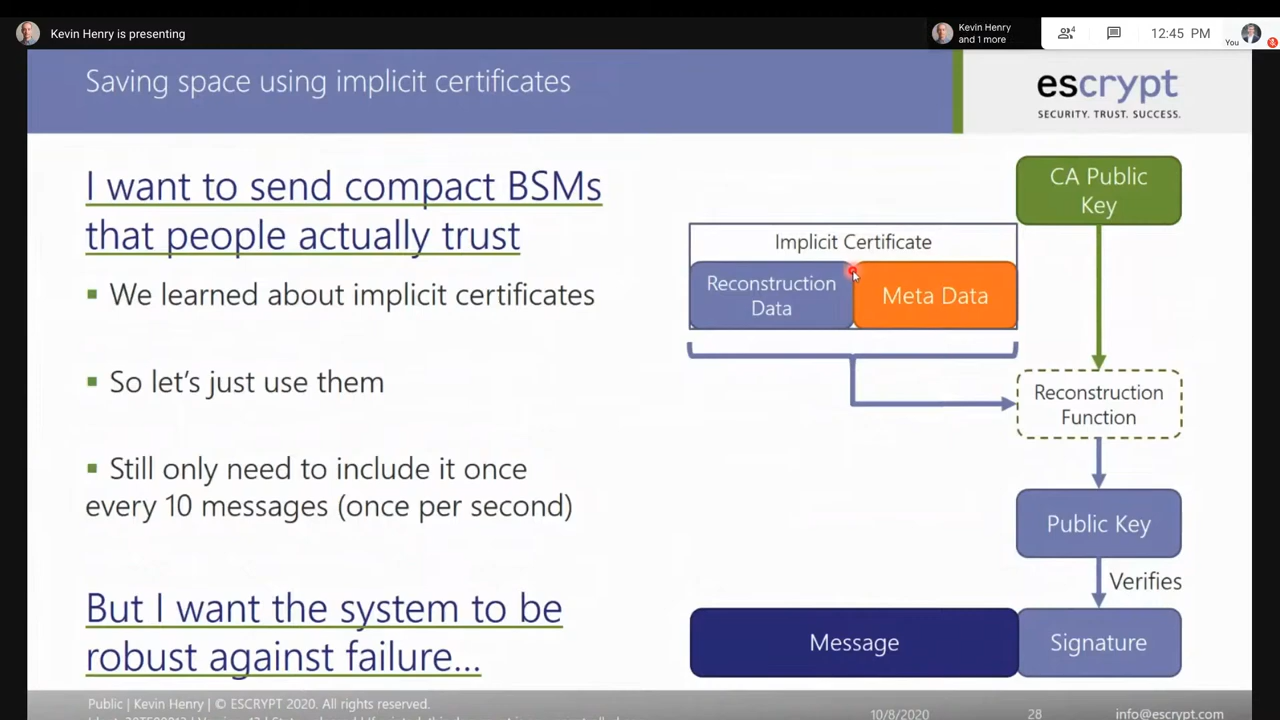 Kevin Henry is presenting
Kevin Henry
and 1 more
4
12:45 PM
You
Saving space using implicit certificates
escrypt
SECURITY. TRUST. SUCCESS.
I want to send compact BSMs
that people actually trust
▪ We learned about implicit certificates
▪ So let's just use them
▪ Still only need to include it once
every 10 messages (once per second)
But I want the system to be
robust against failure...
CA Public
Key
Implicit Certificate
Reconstruction
Data
Meta Data
Reconstruction
Function
Public Key
Verifies
Message
Signature
Public | Kevin Henry | © ESCRYPT 2020. All rights reserved.
10/8/2020
28
info@escrypt.com